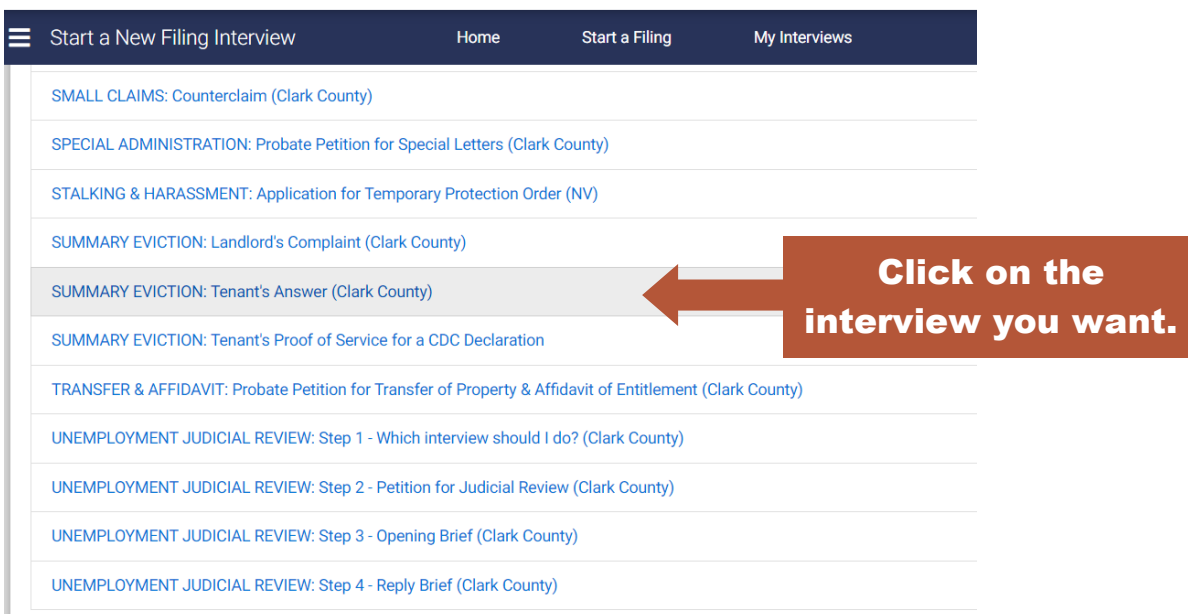 Start a New Filing Interview Home Start a Filing My Interviews
SMALL CLAIMS: Counterclaim (Clark County)
SPECIAL ADMINISTRATION: Probate Petition for Special Letters (Clark County)
STALKING & HARASSMENT: Application for Temporary Protection Order (NV)
SUMMARY EVICTION: Landlord's Complaint (Clark County)
SUMMARY EVICTION: Tenant's Answer (Clark County)
Click on the
interview you want.
SUMMARY EVICTION: Tenant's Proof of Service for a CDC Declaration
TRANSFER & AFFIDAVIT: Probate Petition for Transfer of Property & Affidavit of Entitlement (Clark County)
UNEMPLOYMENT JUDICIAL REVIEW: Step 1 - Which interview should I do? (Clark County)
UNEMPLOYMENT JUDICIAL REVIEW: Step 2 - Petition for Judicial Review (Clark County)
UNEMPLOYMENT JUDICIAL REVIEW: Step 3 - Opening Brief (Clark County)
UNEMPLOYMENT JUDICIAL REVIEW: Step 4 - Reply Brief (Clark County)